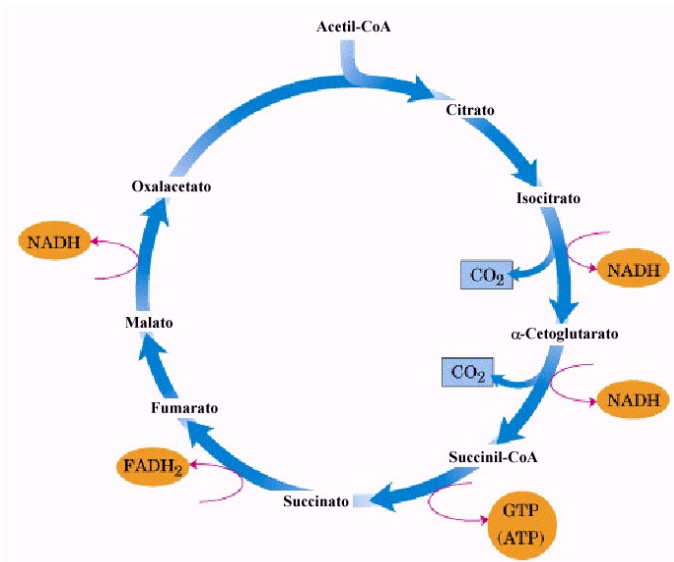 Acetil-CoA
Citrato
Oxalacetato
Isocitrato
NADH
CO2
NADH
Malato
α-Cetoglutarato
CO2
NADH
Fumarato
Succinil-CoA
FADH2
Succinato
GTP
(ATP)